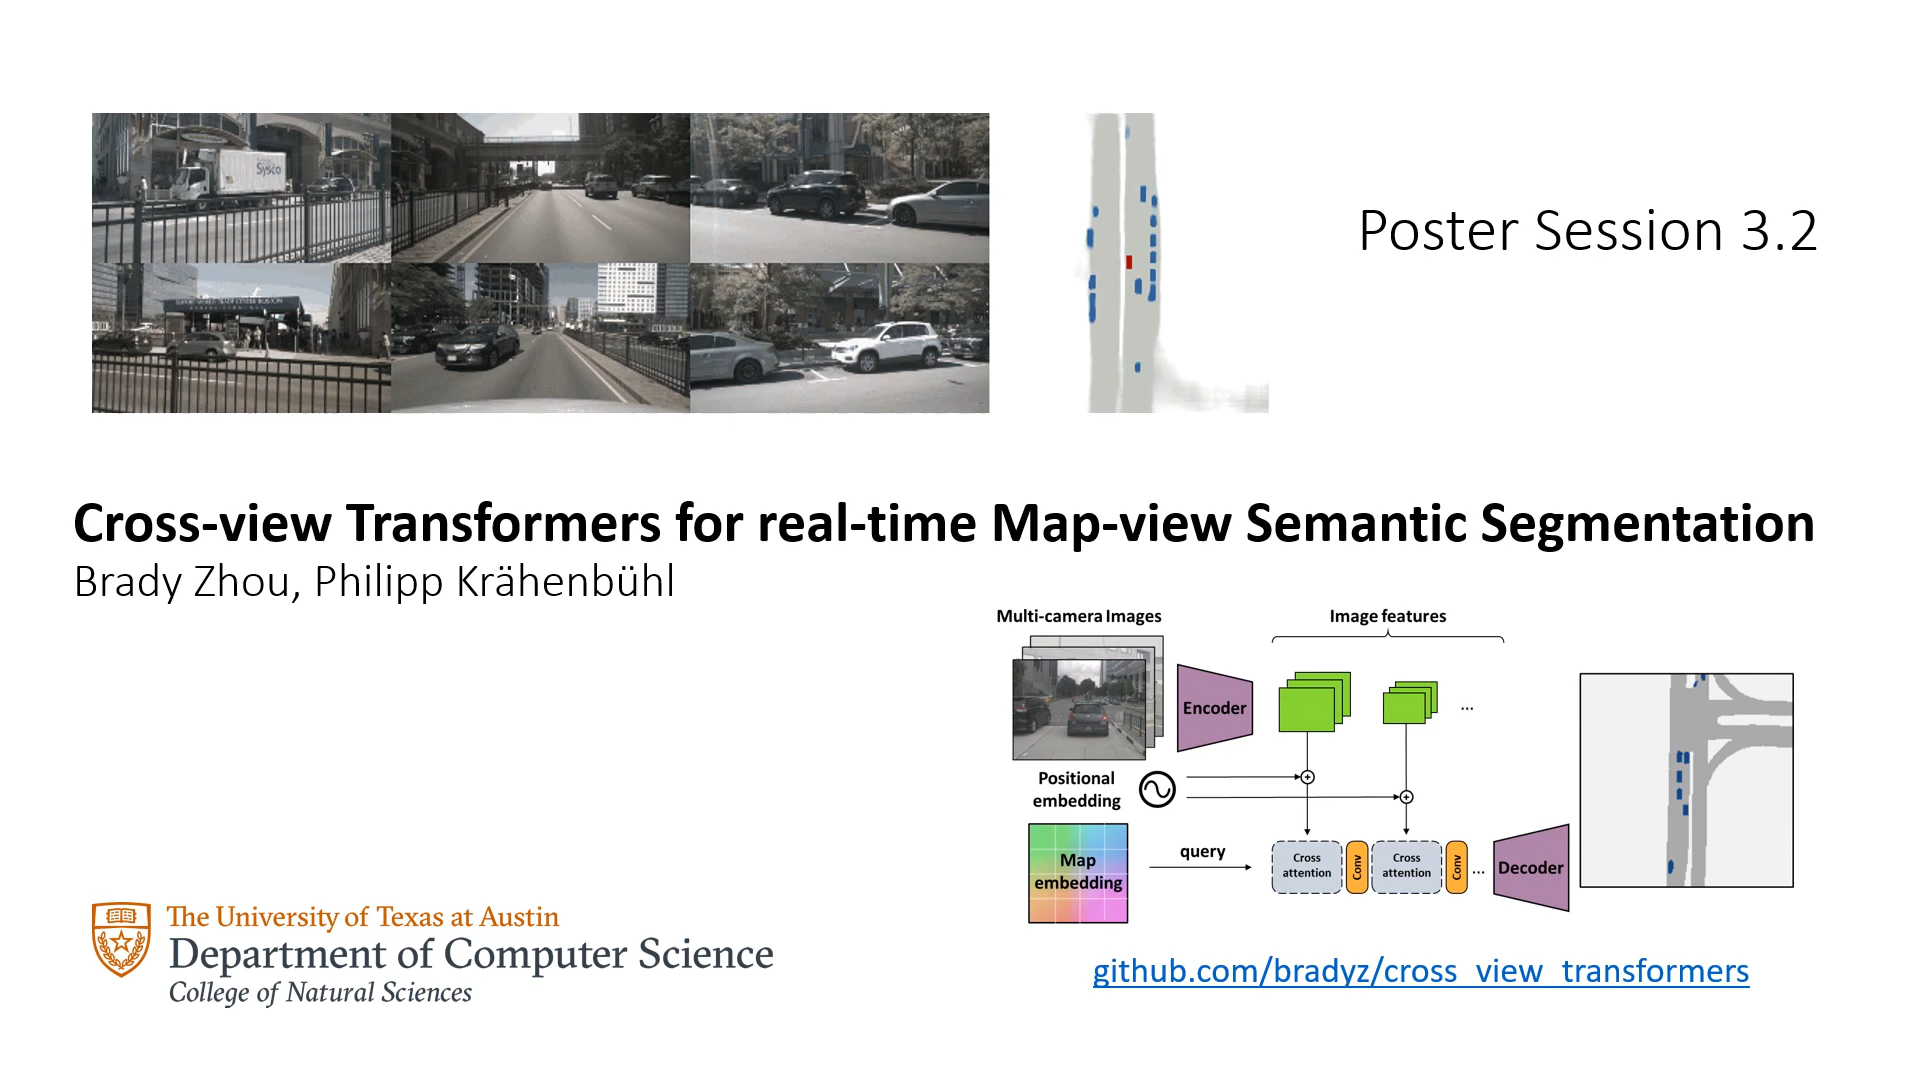 Sysco
Poster Session 3.2
Cross-view Transformers for real-time Map-view Semantic Segmentation
Brady Zhou, Philipp Krähenbühl
Multi-camera Images
Image features
Encoder
...
Positional
embedding
Map
embedding
query
Cross
attention
Conv
Cross
attention
Conv
...
Decoder
The University of Texas at Austin
Department of Computer Science
College of Natural Sciences
github.com/bradyz/cross_view_transformers